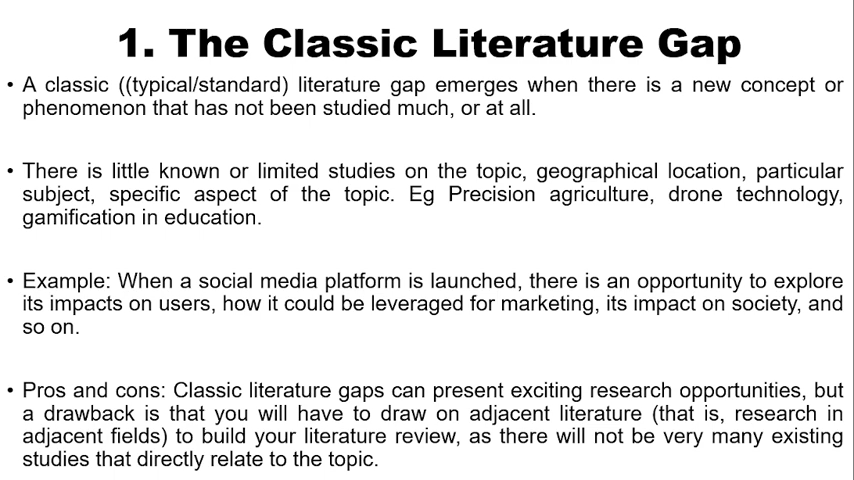 1. The Classic Literature Gap
• A classic ((typical/standard) literature gap emerges when there is a new concept or
phenomenon that has not been studied much, or at all.
• There is little known or limited studies on the topic, geographical location, particular
subject, specific aspect of the topic. Eg Precision agriculture, drone technology,
gamification in education.
• Example: When a social media platform is launched, there is an opportunity to explore
its impacts on users, how it could be leveraged for marketing, its impact on society, and
so on.
• Pros and cons: Classic literature gaps can present exciting research opportunities, but
a drawback is that you will have to draw on adjacent literature (that is, research in
adjacent fields) to build your literature review, as there will not be very many existing
studies that directly relate to the topic.